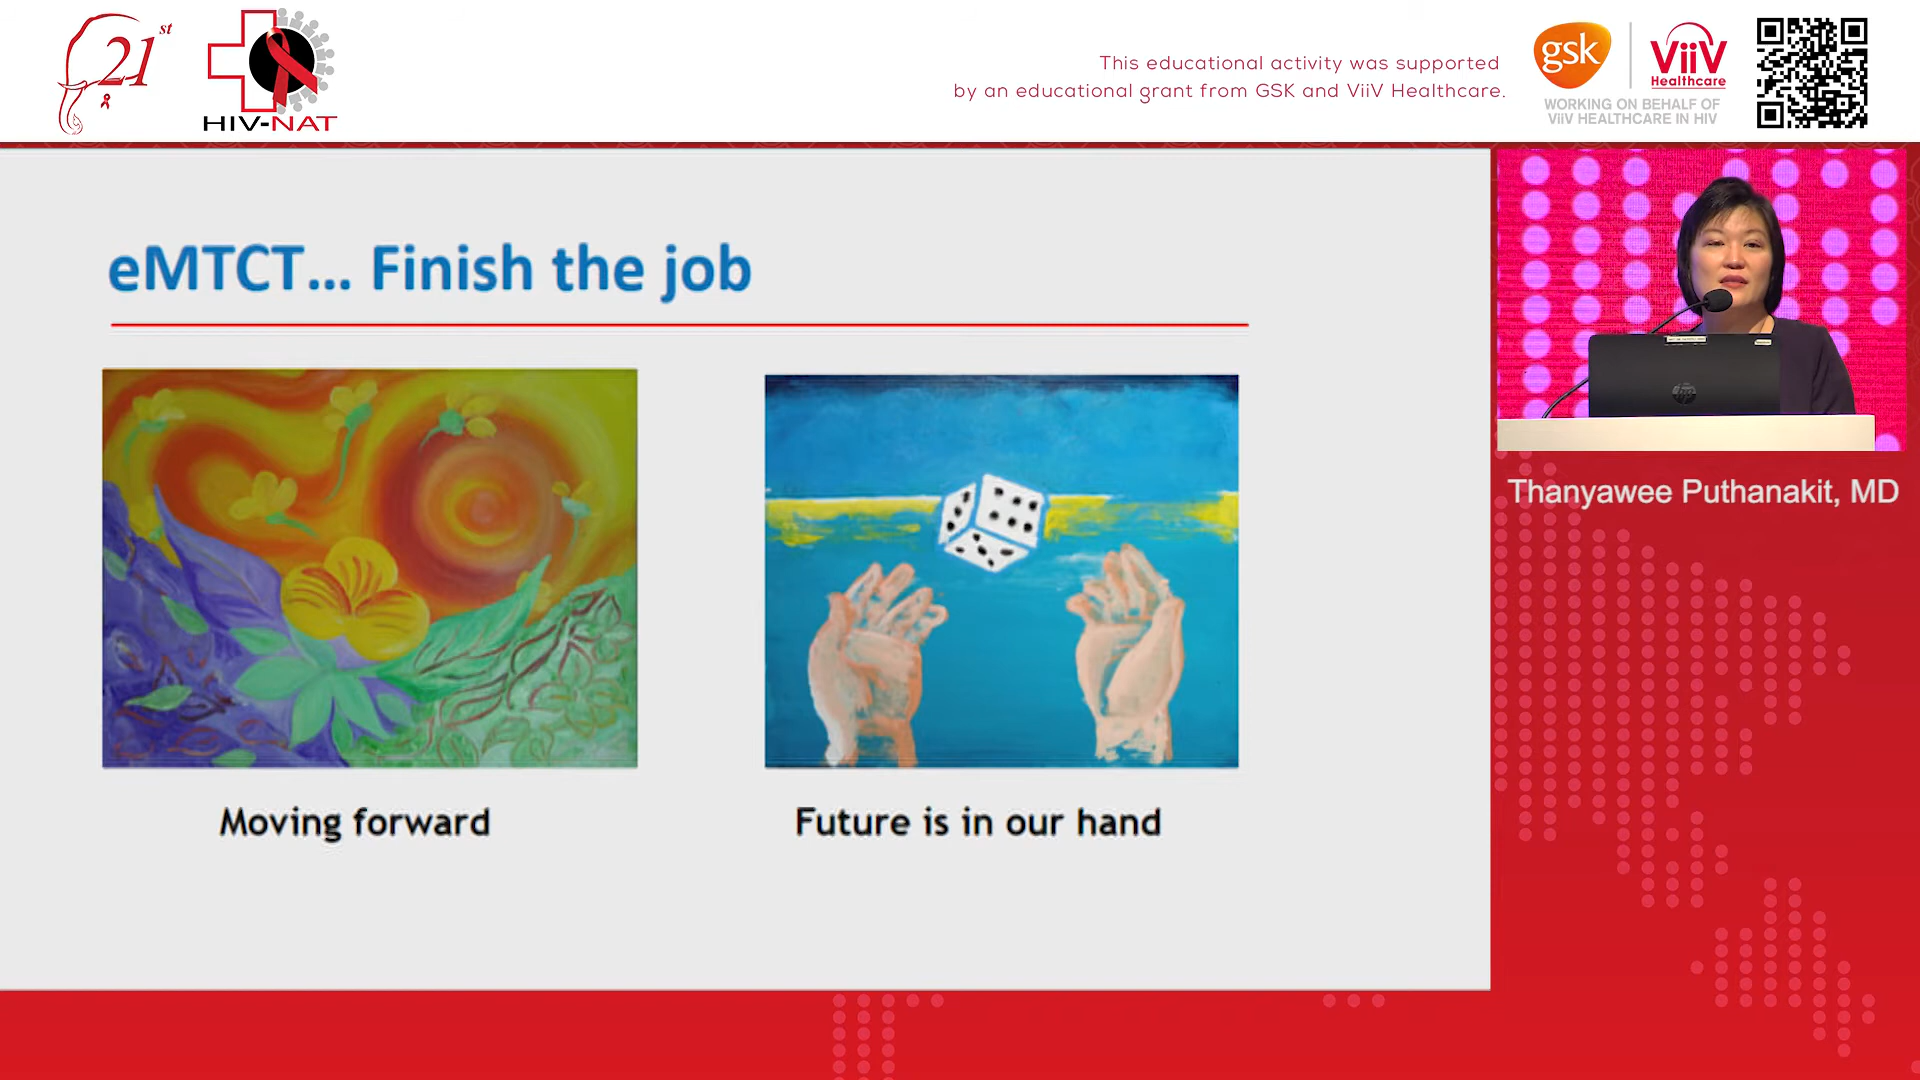 21st
HIV-NAT
This educational activity was supported
by an educational grant from GSK and ViiV Healthcare.
gsk
ViiV
Healthcare
WORKING ON BEHALF OF
ViiV HEALTHCARE IN HIV
eMTCT... Finish the job
Moving forward
Future is in our hand
hp
Thanyawee Puthanakit, MD